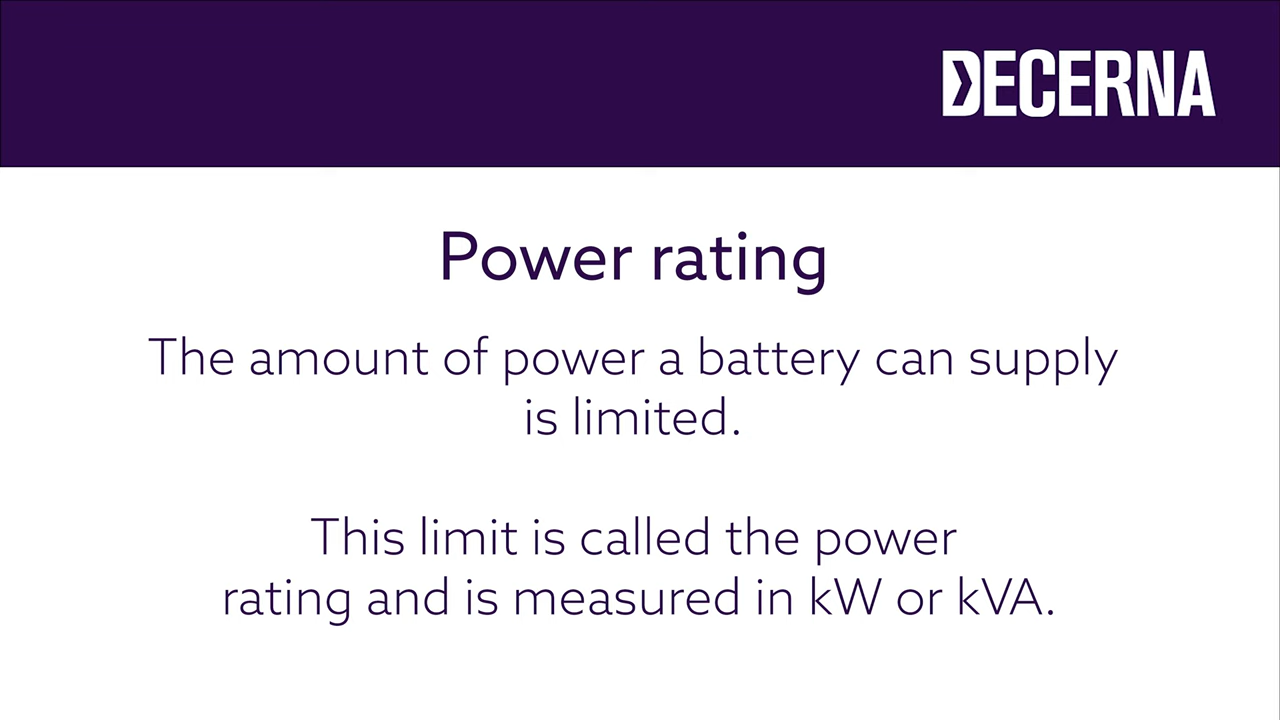 DECERNA
Power rating
The amount of power a battery can supply
is limited.
This limit is called the power
rating and is measured in kW or kVA.